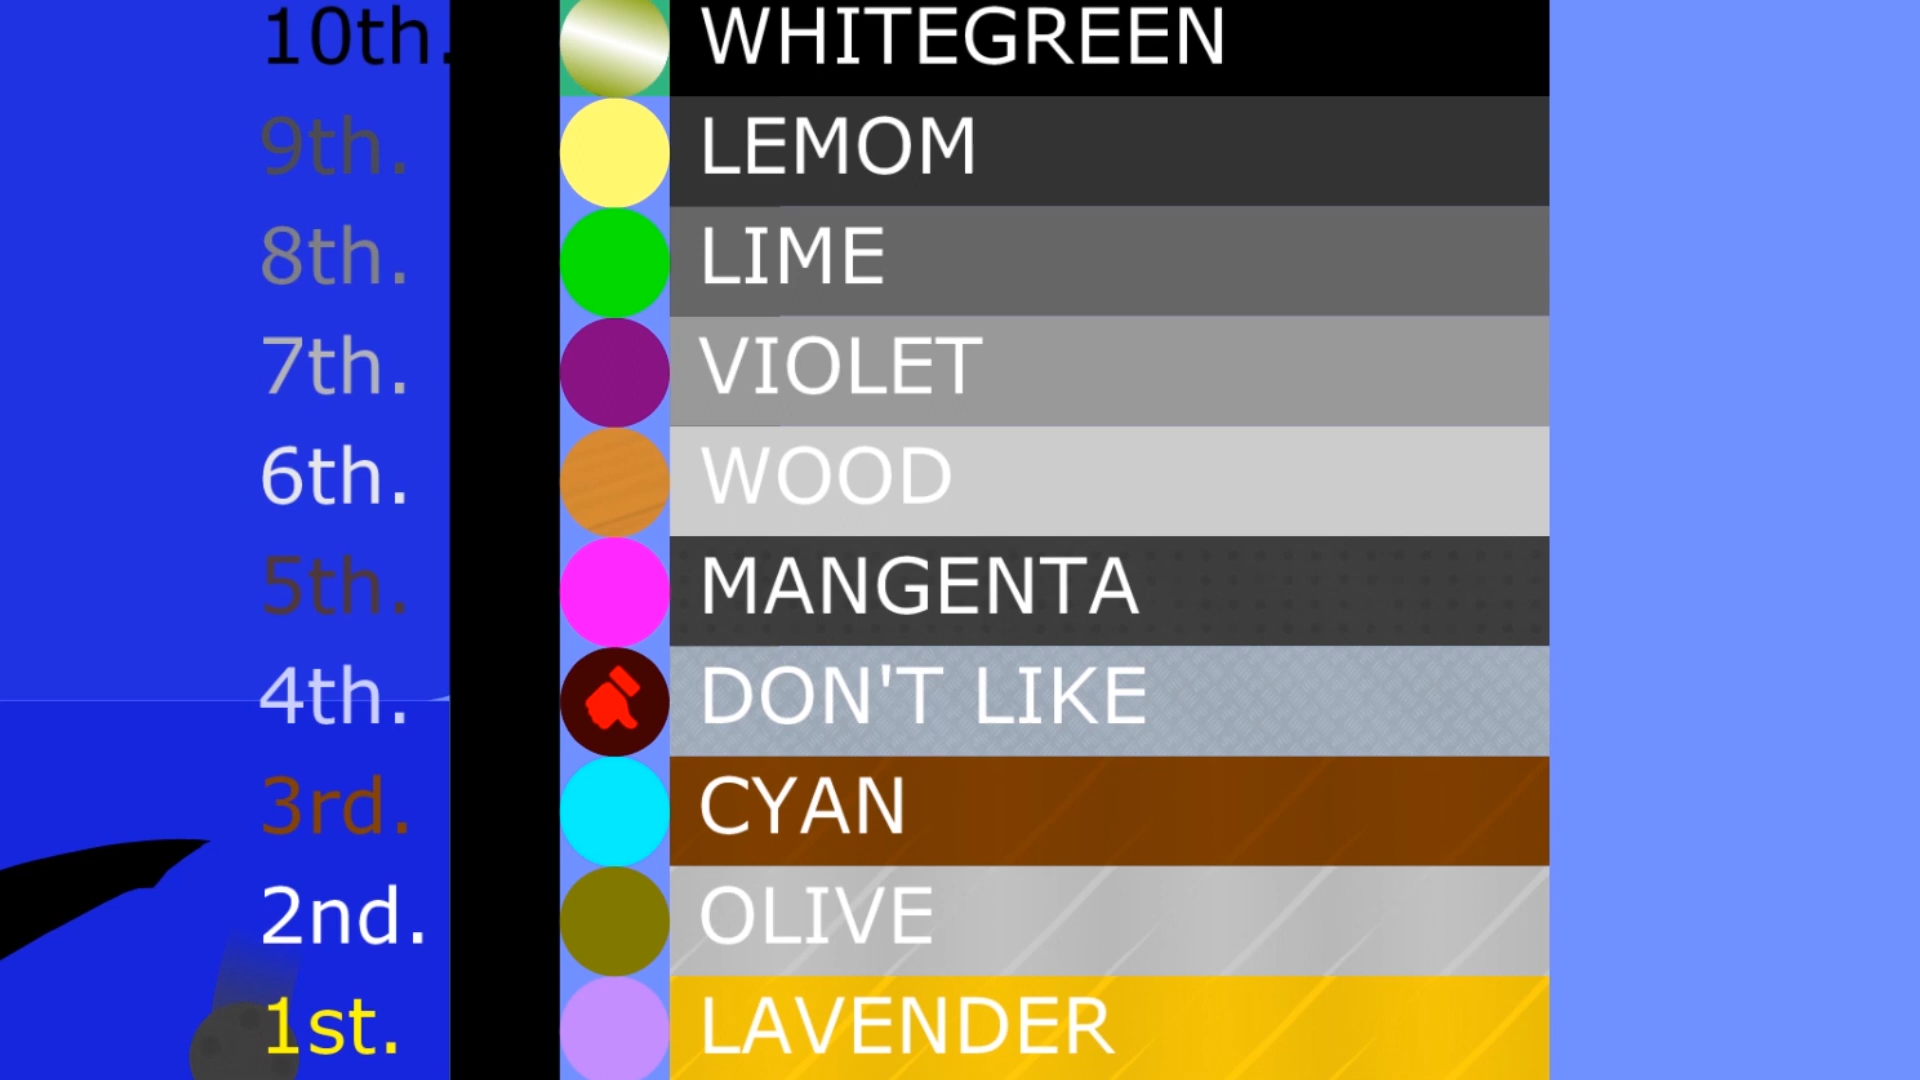 10th. WHITEGREEN
9th. LEMOM
8th. LIME
7th. VIOLET
6th. WOOD
5th. MANGENTA
4th. DON'T LIKE
3rd. CYAN
2nd. OLIVE
1st. LAVENDER